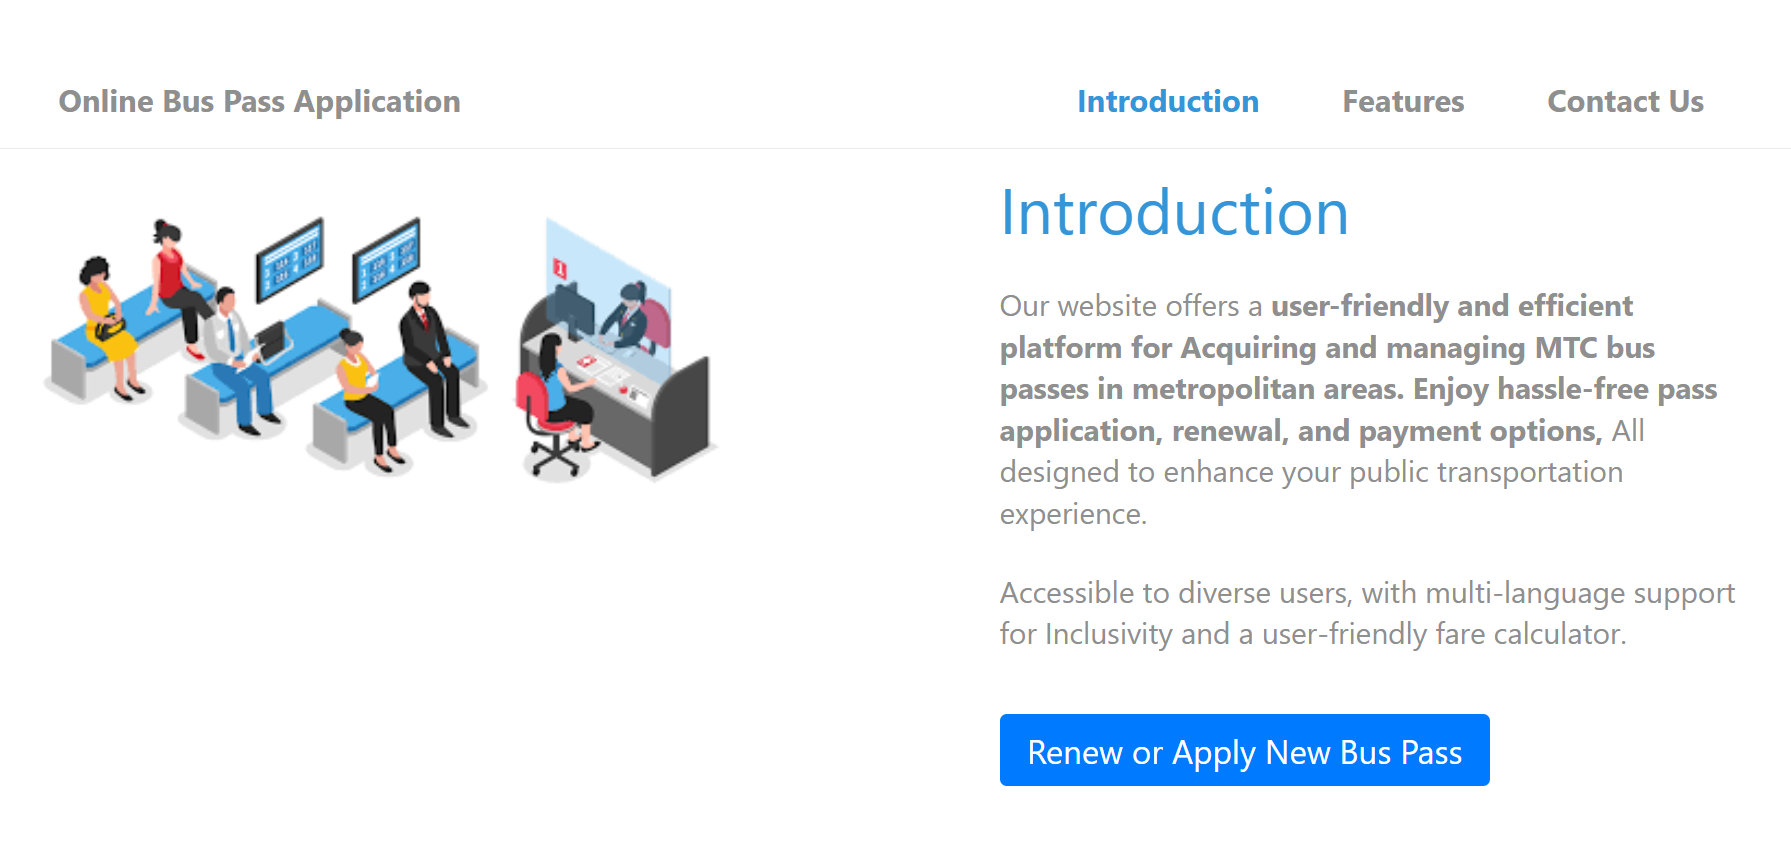 Online Bus Pass Application
Introduction
Features
Contact Us
Introduction
Our website offers a user-friendly and efficient
platform for Acquiring and managing MTC bus
passes in metropolitan areas. Enjoy hassle-free pass
application, renewal, and payment options, All
designed to enhance your public transportation
experience.
Accessible to diverse users, with multi-language support
for Inclusivity and a user-friendly fare calculator.
Renew or Apply New Bus Pass
1